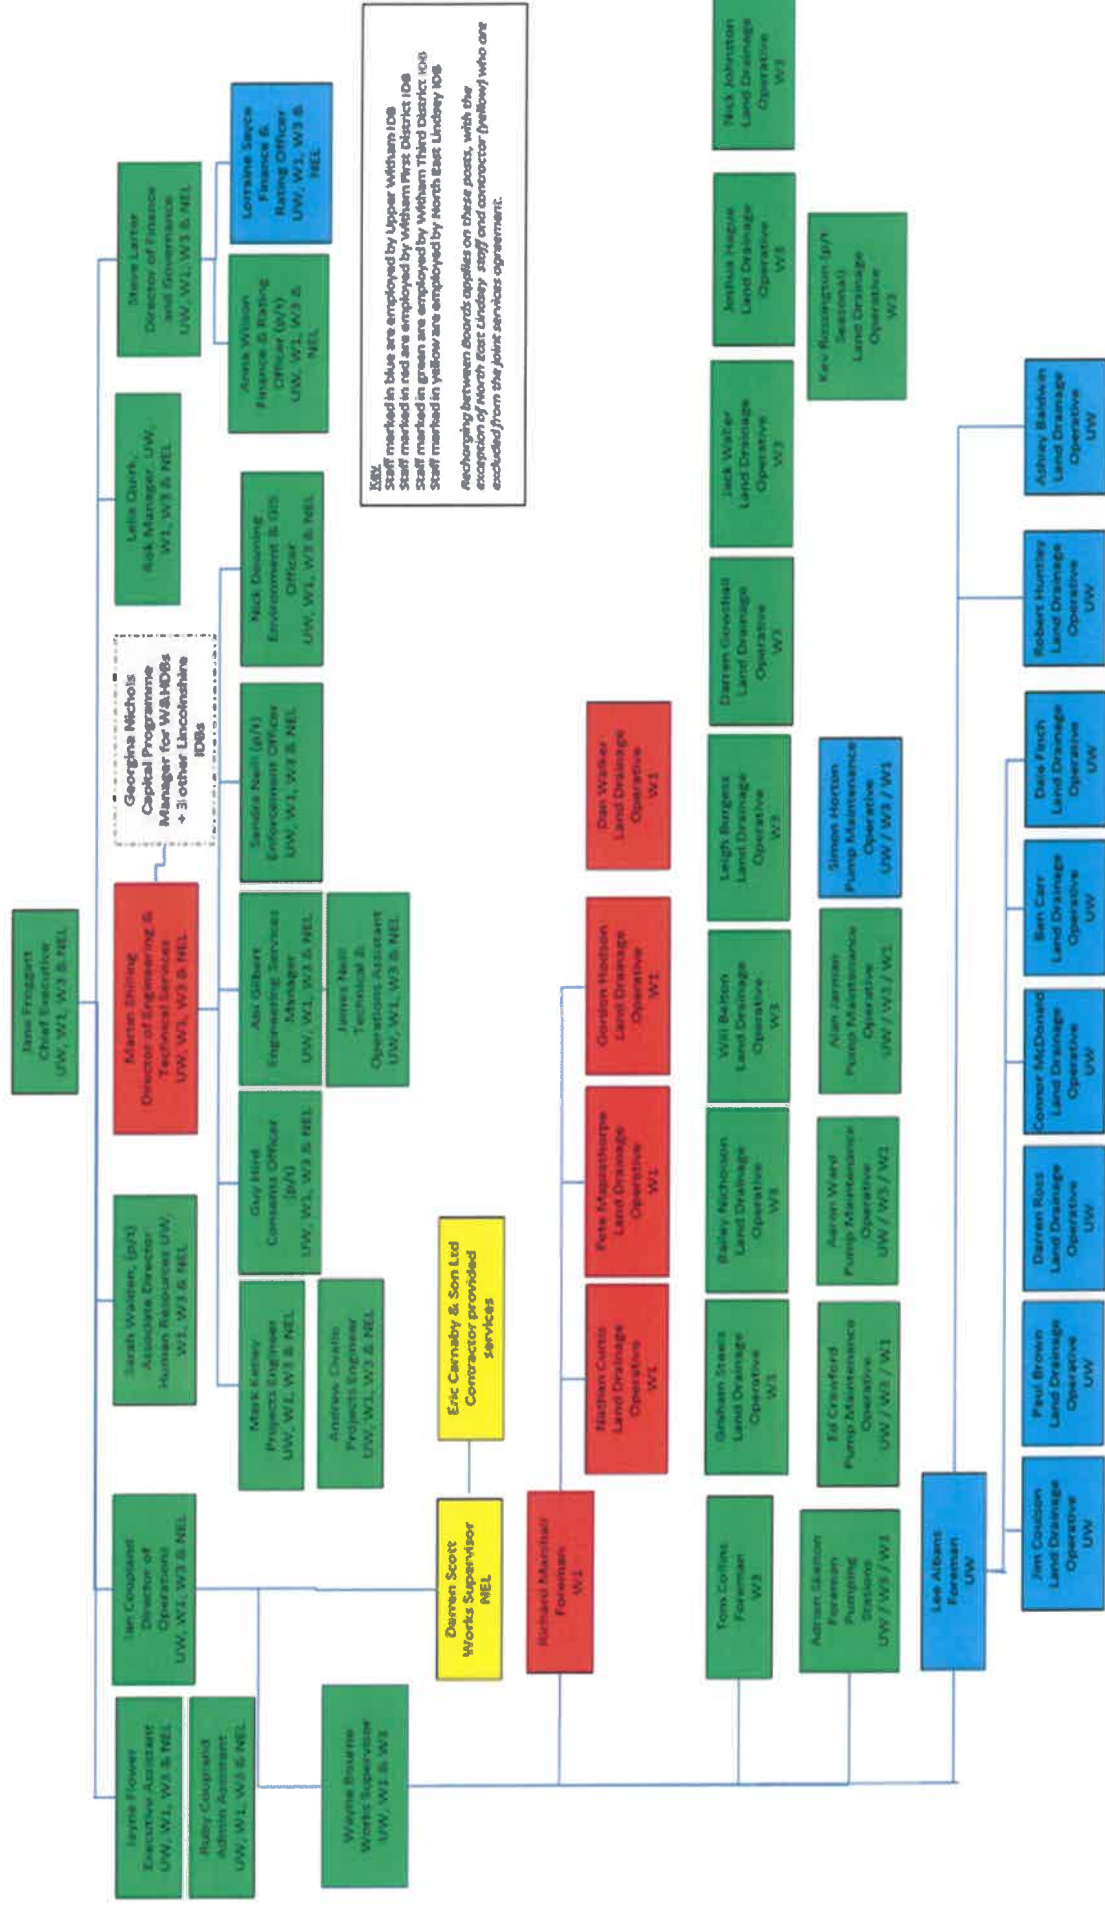 Jane Froggatt
Chief Executive
UW, W1, W3 & NEL
Jayne Flower
Executive Assistant
UW, W1, W3 & NEL
Ruby Coupland
Admin Assistant
UW, W1, W3 & NEL
Ian Coupland
Director of
Operations
UW, W1, W3 & NEL
Sarah Walden, (p/t)
Associate Director
Human Resources UW,
W1, W3 & NEL
Martin Shilling
Director of Engineering &
Technical Services
UW, W1, W3 & NEL
Georgina Nichols
Capital Programme
Manager for W&HDBs
+ 3 other Lincolnshire
IDBs
Quirk,
Manager, UW,
W1, W3 & NEL
Steve Larter
Director of Finance
and Governance
UW, W1, W3 & NEL
Mark Kelley
Projects Engineer
UW, W1, W3 & NEL
Andrew
Projects Engineer
UW, W1, W3 & NEL
Guy Hird
Consents Officer
(p/t)
UW, W1, W3 & NEL
Abi Gilbert
Engineering Services
Manager
UW, W1, W3 & NEL
Neill
Technical &
Operations Assistant
UW, W1, W3 & NEL
Sandra Neill (p/t)
Enforcement Officer
UW, W1, W3 & NEL
Nick Downing
Environment & GIS
Officer
UW, W1, W3 & NEL
Anna Wilson
Finance & Rating
Officer (p/t)
UW, W1, W3 &
NEL
Lorraine Sayce
Finance &
Rating Officer
UW, W1, W3 &
NEL
KEY
Staff marked in blue are employed by Upper Witham IDB
Staff marked in red are employed by Witham First District IDB
Staff marked in green are employed by Witham Third District IDB
Staff marked in yellow are employed by North East Lindsey IDB
Recharging between Boards applies on these posts, with the
exception of North East Lindsey staff and contractor (yellow) who are
excluded from the joint services agreement.
Wayne Bourne
Works Supervisor
UW, W1 & W3
Darren Scott
Works Supervisor
NEL
Eric Carnaby & Son Ltd
Contractor provided
services
Richard Marshall
Foreman
W1
Nathan Curtis
Land Drainage
Operative
W1
Pete Mapplethorpe
Land Drainage
Operative
W1
Gordon Hodson
Land Drainage
Operative
W1
Dan Walker
Land Drainage
Operative
W1
Tom Collins
Foreman
W3
Graham Steels
Land Drainage
Operative
W3
Bailey Nicholson
Land Drainage
Operative
W3
Will Belton
Land Drainage
Operative
W3
Leigh Burgess
Land Drainage
Operative
W3
Darren Gowshall
Land Drainage
Operative
W3
Jack Walter
Land Drainage
Operative
W3
Joshua Hague
Land Drainage
Operative
W3
Nick Johnston
Land Drainage
Operative
W3
Adrian Skelton
Foreman
Pumping
Stations
UW / W3 / W1
Ed Crawford
Pump Maintenance
Operative
UW / W3 / W1
Aaron Ward
Pump Maintenance
Operative
UW / W3 / W1
Alan Jarman
Pump Maintenance
Operative
UW / W3 / W1
Simon Horton
Pump Maintenance
Operative
UW / W3 / W1
Kev Rossington (p/t
Seasonal)
Land Drainage
Operative
W3
Lee Albans
Foreman
UW
Jim Coulson
Land Drainage
Operative
UW
Paul Brown
Land Drainage
Operative
UW
Darren Ross
Land Drainage
Operative
UW
Connor McDonald
Land Drainage
Operative
UW
Ben Carr
Land Drainage
Operative
UW
Dale Finch
Land Drainage
Operative
UW
Robert Huntley
Land Drainage
Operative
UW
Ashley Baldwin
Land Drainage
Operative
UW